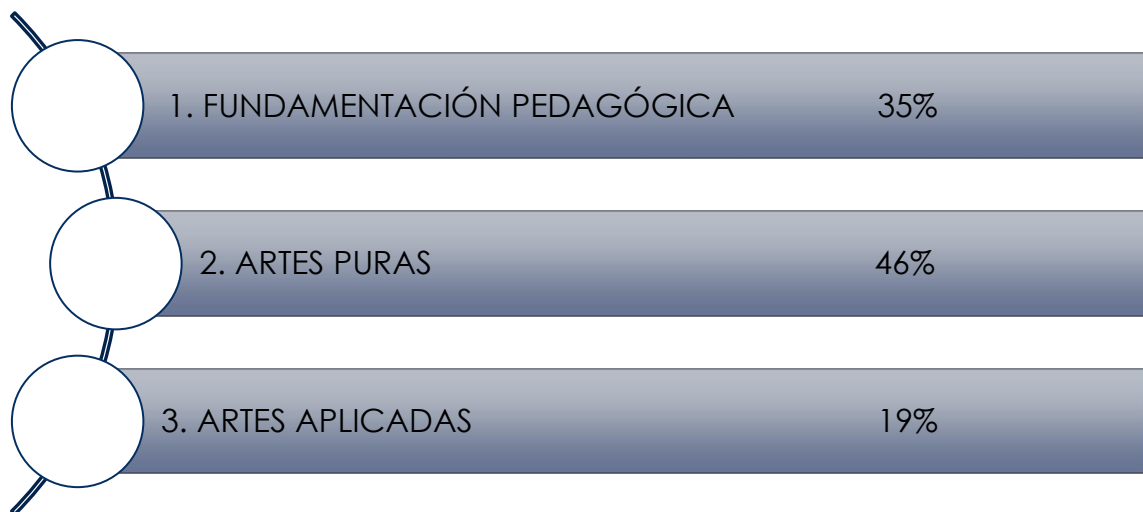 1. FUNDAMENTACIÓN PEDAGÓGICA 35%
2. ARTES PURAS 46%
3. ARTES APLICADAS 19%